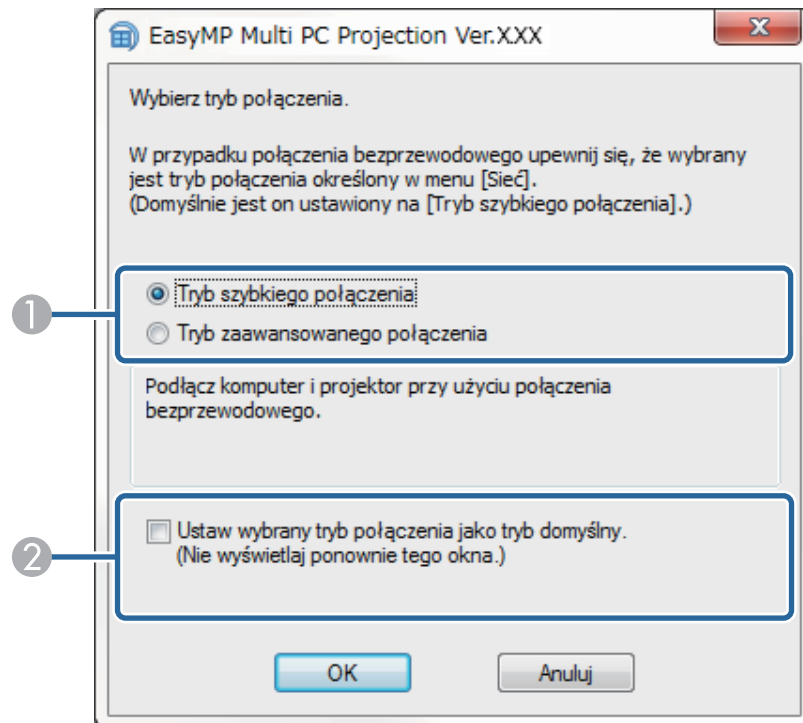 EasyMP Multi PC Projection Ver.X.XX
Wybierz tryb połączenia.
W przypadku połączenia bezprzewodowego upewnij się, że wybrany
jest tryb połączenia określony w menu [Sieć].
(Domyślnie jest on ustawiony na [Tryb szybkiego połączenia].)
1
Tryb szybkiego połączenia
Tryb zaawansowanego połączenia
Podłącz komputer i projektor przy użyciu połączenia
bezprzewodowego.
2
Ustaw wybrany tryb połączenia jako tryb domyślny.
(Nie wyświetlaj ponownie tego okna.)
OK
Anuluj